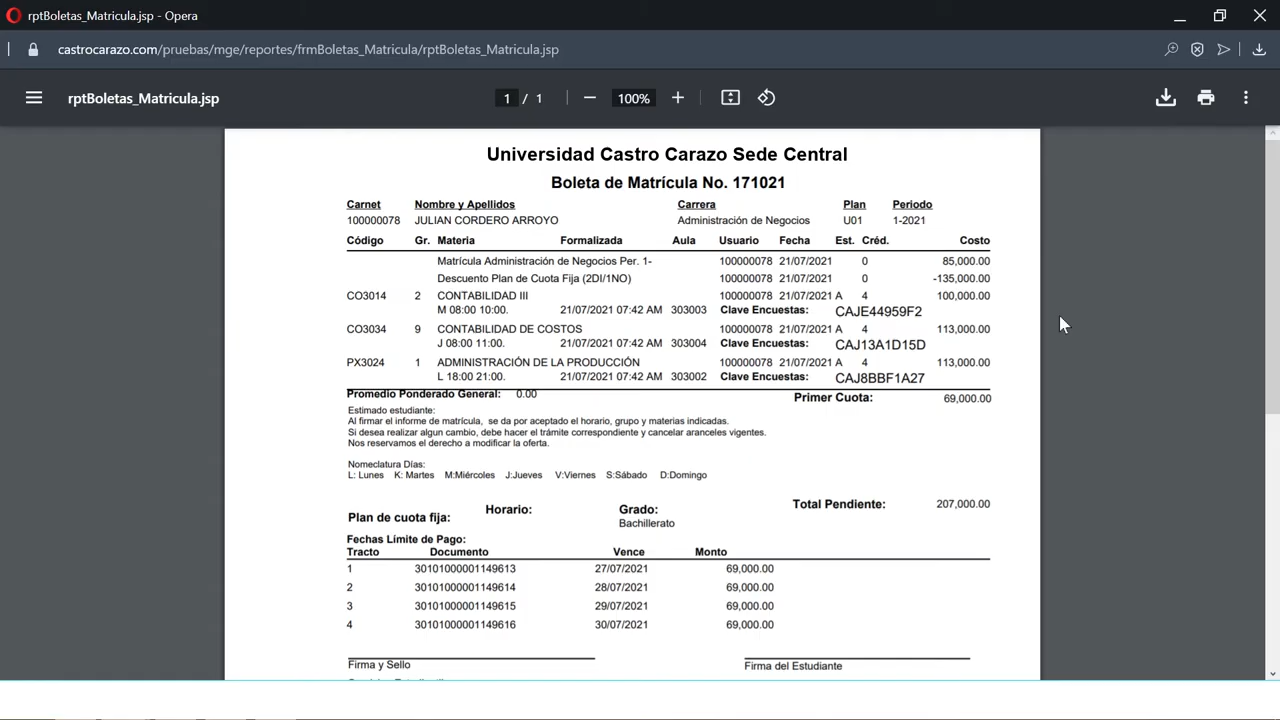 rptBoletas_Matricula.jsp - Opera
castrocarazo.com/pruebas/mge/reportes/frmBoletas_Matricula/rptBoletas_Matricula.jsp
rptBoletas_Matricula.jsp 1 / 1 100%
Universidad Castro Carazo Sede Central
Boleta de Matrícula No. 171021
Carnet Nombre y Apellidos Carrera Plan Periodo
100000078 JULIAN CORDERO ARROYO Administración de Negocios U01 1-2021
Código Gr. Materia Formalizada Aula Usuario Fecha Est. Créd. Costo
Matrícula Administración de Negocios Per. 1- 100000078 21/07/2021 0 85,000.00
Descuento Plan de Cuota Fija (2DI/1NO) 100000078 21/07/2021 0 -135,000.00
CO3014 2 CONTABILIDAD III 100000078 21/07/2021 A 4 100,000.00
M 08:00 10:00. 21/07/2021 07:42 AM 303003 Clave Encuestas: CAJE44959F2
CO3034 9 CONTABILIDAD DE COSTOS 100000078 21/07/2021 A 4 113,000.00
J 08:00 11:00. 21/07/2021 07:42 AM 303004 Clave Encuestas: CAJ13A1D15D
PX3024 1 ADMINISTRACIÓN DE LA PRODUCCIÓN 100000078 21/07/2021 A 4 113,000.00
L 18:00 21:00. 21/07/2021 07:42 AM 303002 Clave Encuestas: CAJ8BBF1A27
Promedio Ponderado General: 0.00 Primer Cuota: 69,000.00
Estimado estudiante:
Al firmar el informe de matrícula, se da por aceptado el horario, grupo y materias indicadas.
Si desea realizar algun cambio, debe hacer el trámite correspondiente y cancelar aranceles vigentes.
Nos reservamos el derecho a modificar la oferta.
Nomeclatura Días:
L: Lunes K: Martes M:Miércoles J:Jueves V:Viernes S:Sábado D:Domingo
Total Pendiente: 207,000.00
Plan de cuota fija: Horario: Grado:
Bachillerato
Fechas Límite de Pago:
Tracto Documento Vence Monto
1 30101000001149613 27/07/2021 69,000.00
2 30101000001149614 28/07/2021 69,000.00
3 30101000001149615 29/07/2021 69,000.00
4 30101000001149616 30/07/2021 69,000.00
Firma y Sello Firma del Estudiante